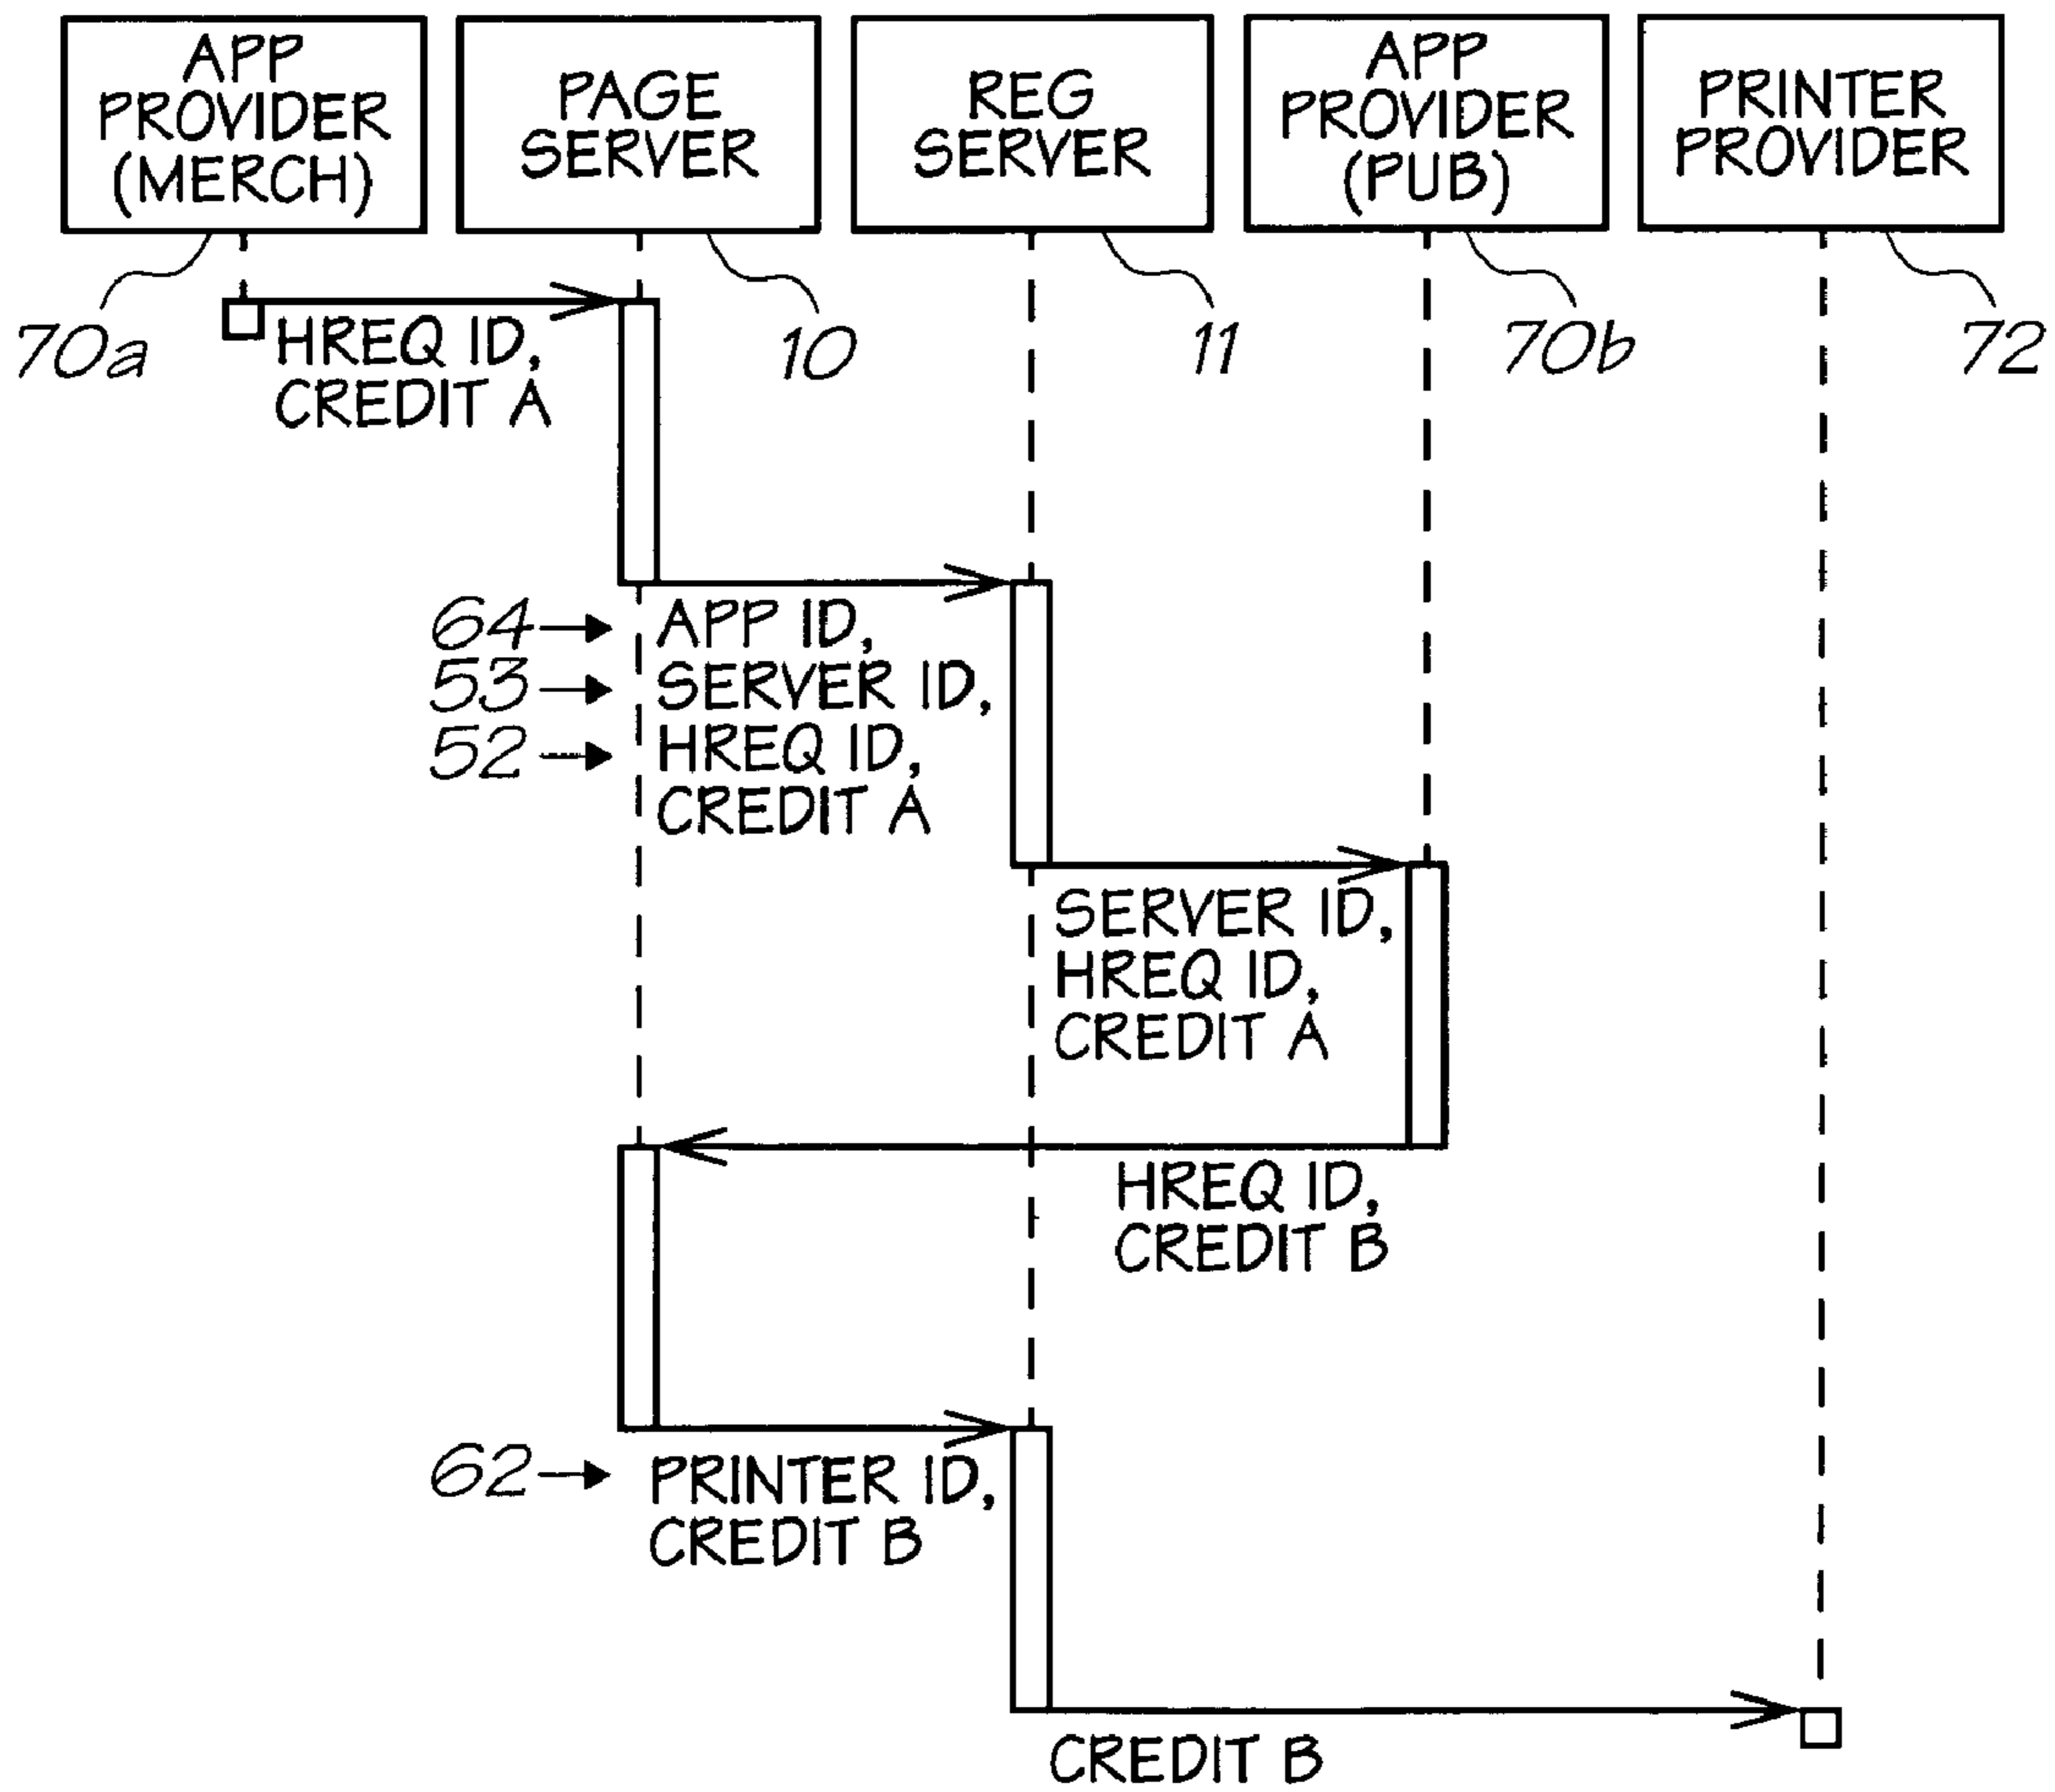 APP
PROVIDER
(MERCH)
PAGE
SERVER
REG
SERVER
APP
PROVIDER
(PUB)
PRINTER
PROVIDER
70a
10
11
70b
72
HREQ ID,
CREDIT A
64 APP ID,
53 SERVER ID,
52 HREQ ID,
CREDIT A
SERVER ID,
HREQ ID,
CREDIT A
HREQ ID,
CREDIT B
62 PRINTER ID,
CREDIT B
CREDIT B